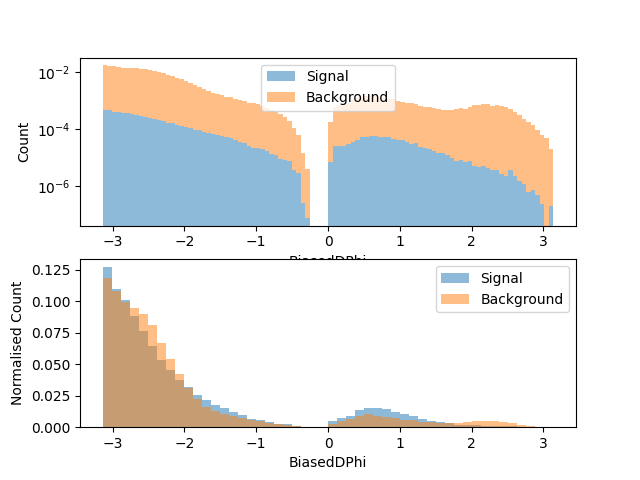 Signal
Background
Count
10⁻²
10⁻⁴
10⁻⁶
−3 −2 −1 0 1 2 3
BiasedDPhi
Signal
Background
Normalised Count
0.125
0.100
0.075
0.050
0.025
0.000
−3 −2 −1 0 1 2 3
BiasedDPhi